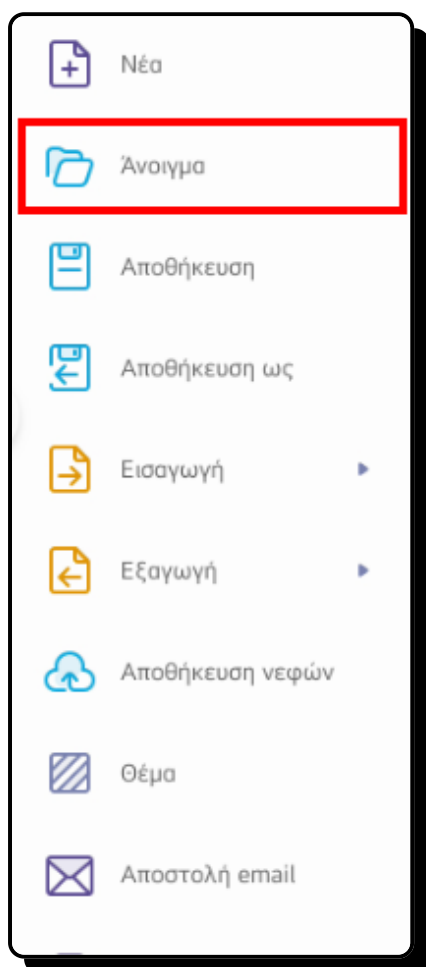 Νέα
Άνοιγμα
Αποθήκευση
Αποθήκευση ως
Εισαγωγή
Εξαγωγή
Αποθήκευση νεφών
Θέμα
Αποστολή email